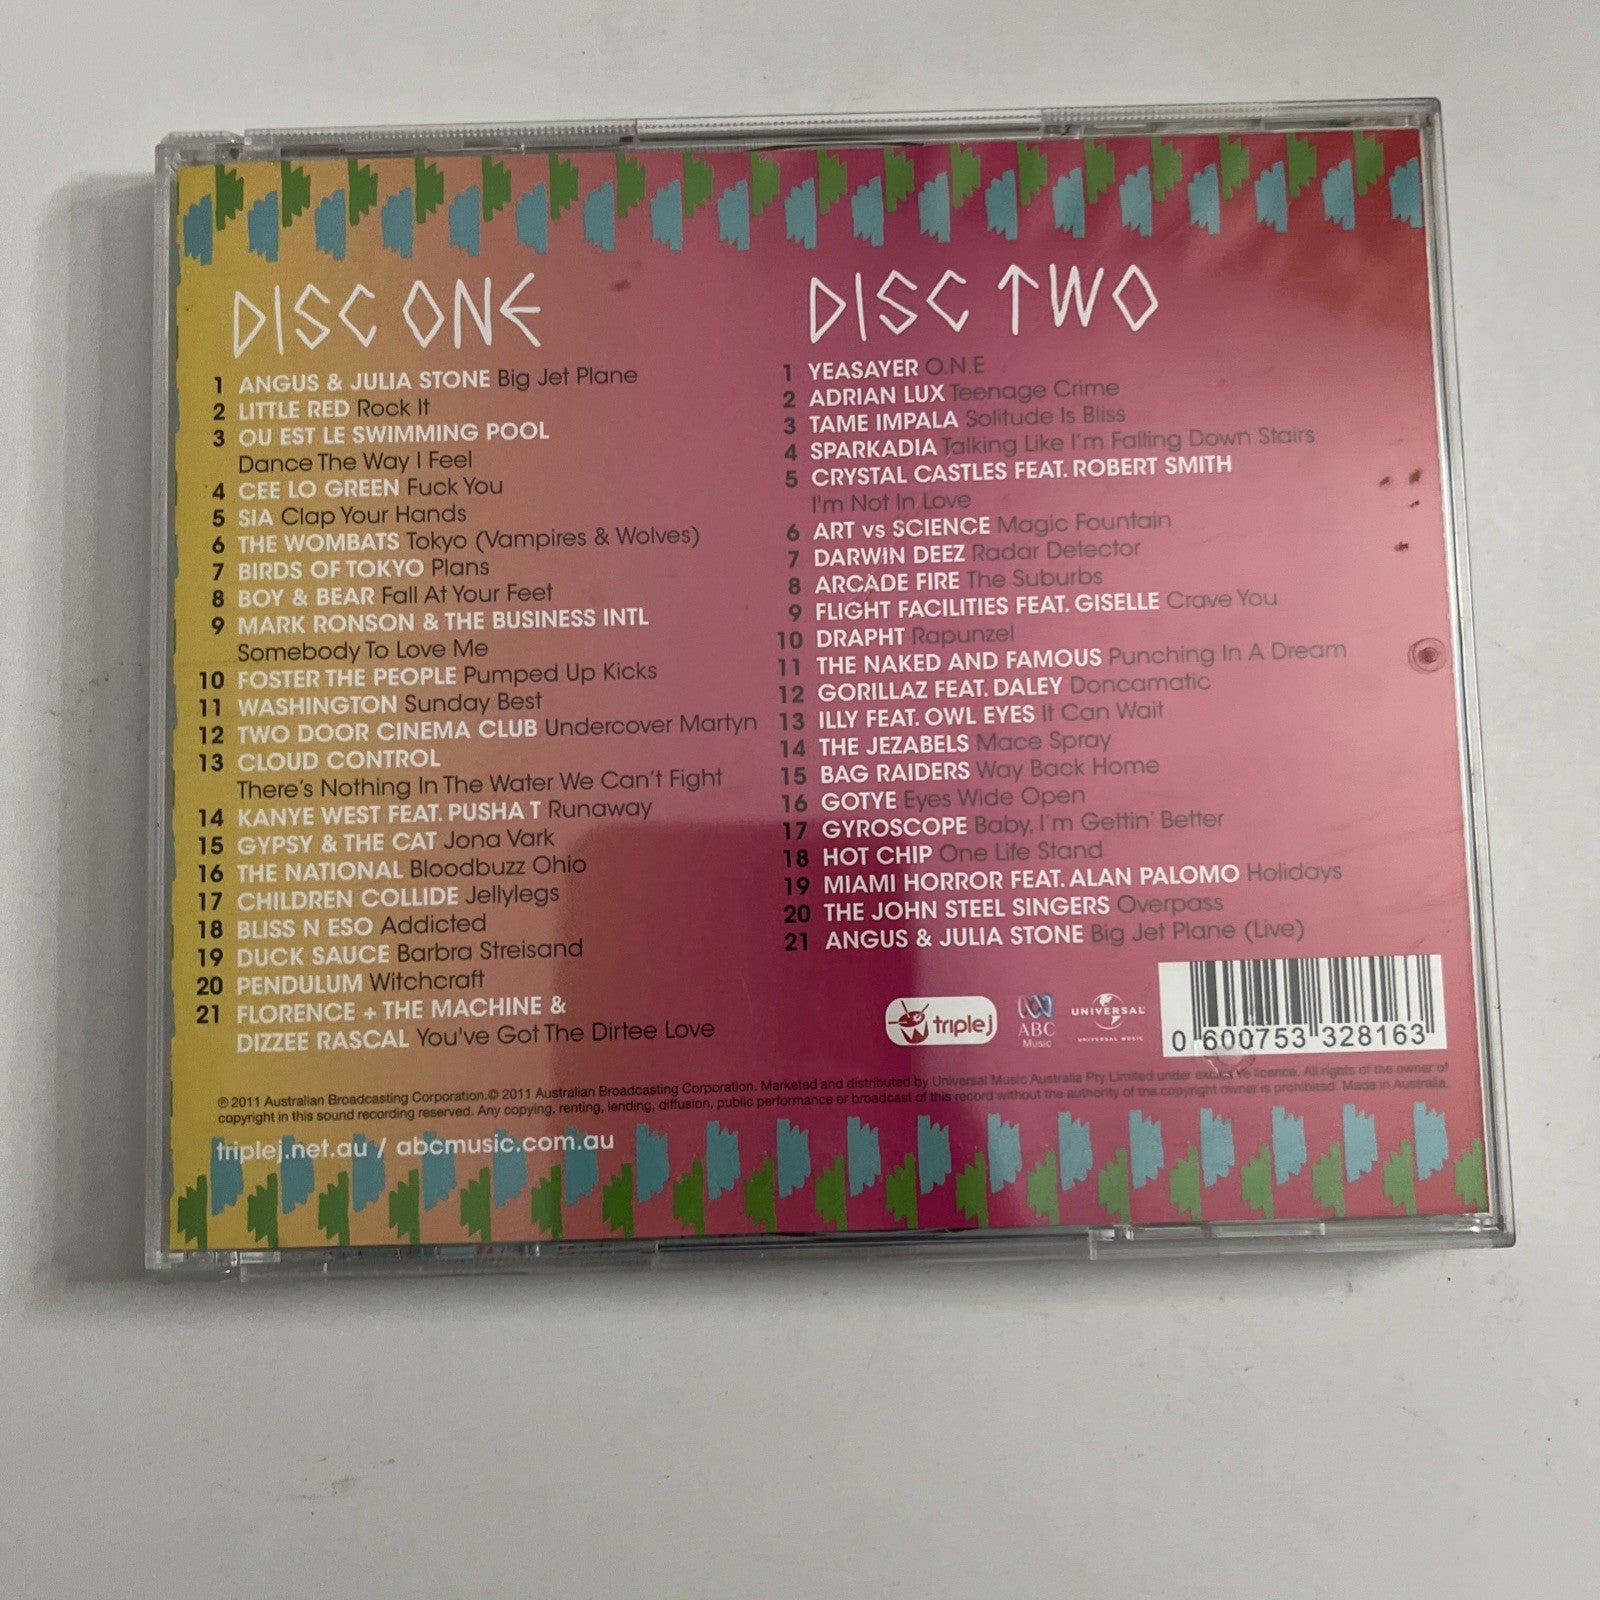 DISC ONE
1 ANGUS & JULIA STONE Big Jet Plane
2 LITTLE RED Rock It
3 OU EST LE SWIMMING POOL
Dance The Way I Feel
4 CEE LO GREEN Fuck You
5 SIA Clap Your Hands
6 THE WOMBATS Tokyo (Vampires & Wolves)
7 BIRDS OF TOKYO Plans
8 BOY & BEAR Fall At Your Feet
9 MARK RONSON & THE BUSINESS INTL
Somebody To Love Me
10 FOSTER THE PEOPLE Pumped Up Kicks
11 WASHINGTON Sunday Best
12 TWO DOOR CINEMA CLUB Undercover Martyn
13 CLOUD CONTROL
There's Nothing In The Water We Can't Fight
14 KANYE WEST FEAT. PUSHA T Runaway
15 GYPSY & THE CAT Jona Vark
16 THE NATIONAL Bloodbuzz Ohio
17 CHILDREN COLLIDE Jellylegs
18 BLISS N ESO Addicted
19 DUCK SAUCE Barbra Streisand
20 PENDULUM Witchcraft
21 FLORENCE + THE MACHINE &
DIZZEE RASCAL You've Got The Dirtee Love
DISC TWO
1 YEASAYER O.N.E
2 ADRIAN LUX Teenage Crime
3 TAME IMPALA Solitude Is Bliss
4 SPARKADIA Talking Like I'm Falling Down Stairs
5 CRYSTAL CASTLES FEAT. ROBERT SMITH
I'm Not In Love
6 ART vs SCIENCE Magic Fountain
7 DARWIN DEEZ Radar Detector
8 ARCADE FIRE The Suburbs
9 FLIGHT FACILITIES FEAT. GISELLE Crave You
10 DRAPHT Rapunzel
11 THE NAKED AND FAMOUS Punching In A Dream
12 GORILLAZ FEAT. DALEY Doncamatic
13 ILLY FEAT. OWL EYES It Can Wait
14 THE JEZABELS Mace Spray
15 BAG RAIDERS Way Back Home
16 GOTYE Eyes Wide Open
17 GYROSCOPE Baby, I'm Gettin' Better
18 HOT CHIP One Life Stand
19 MIAMI HORROR FEAT. ALAN PALOMO Holidays
20 THE JOHN STEEL SINGERS Overpass
21 ANGUS & JULIA STONE Big Jet Plane (Live)
triple j
ABC
Music
UNIVERSAL
UNIVERSAL MUSIC
0 600753 328163
℗ 2011 Australian Broadcasting Corporation.© 2011 Australian Broadcasting Corporation. Marketed and distributed by Universal Music Australia Pty Limited under exclusive licence. All rights of the owner of
copyright in this sound recording reserved. Any copying, renting, lending, diffusion, public performance or broadcast of this record without the authority of the copyright owner is prohibited. Made in Australia.
triplej.net.au / abcmusic.com.au